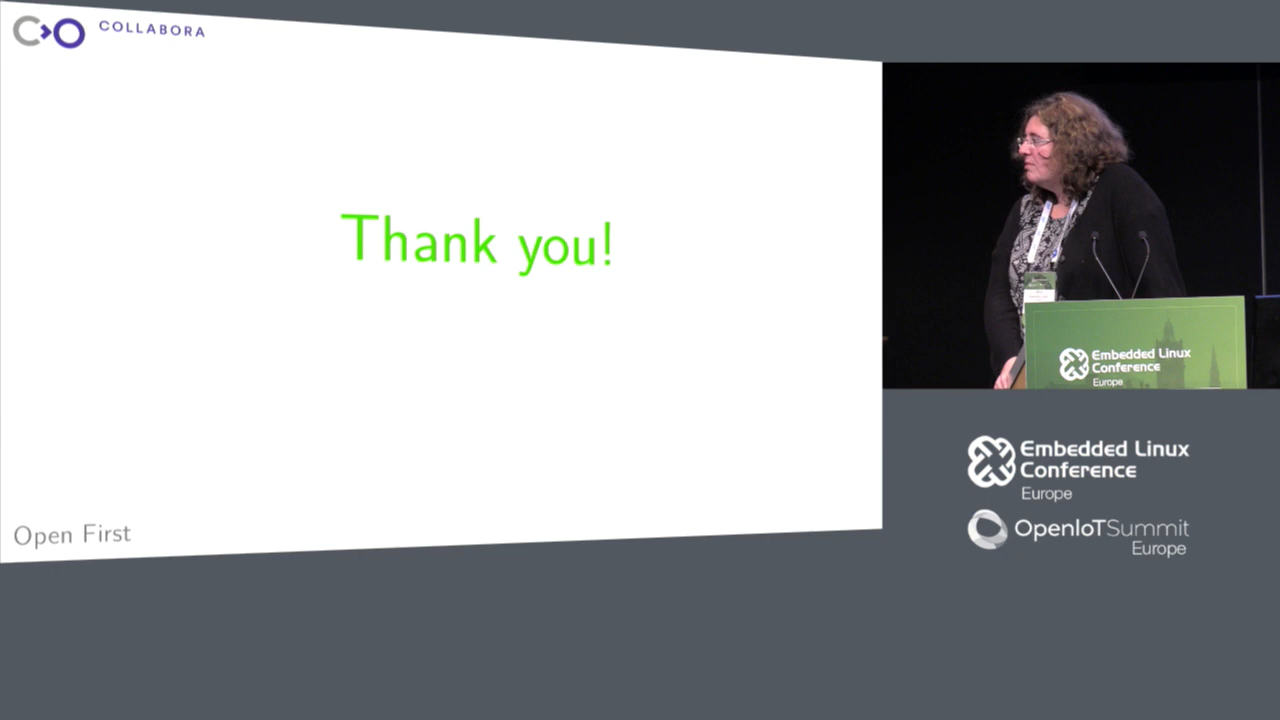 COLLABORA
Thank you!
Open First
Embedded Linux
Conference
Europe
Embedded Linux
Conference
Europe
OpenIoTSummit
Europe